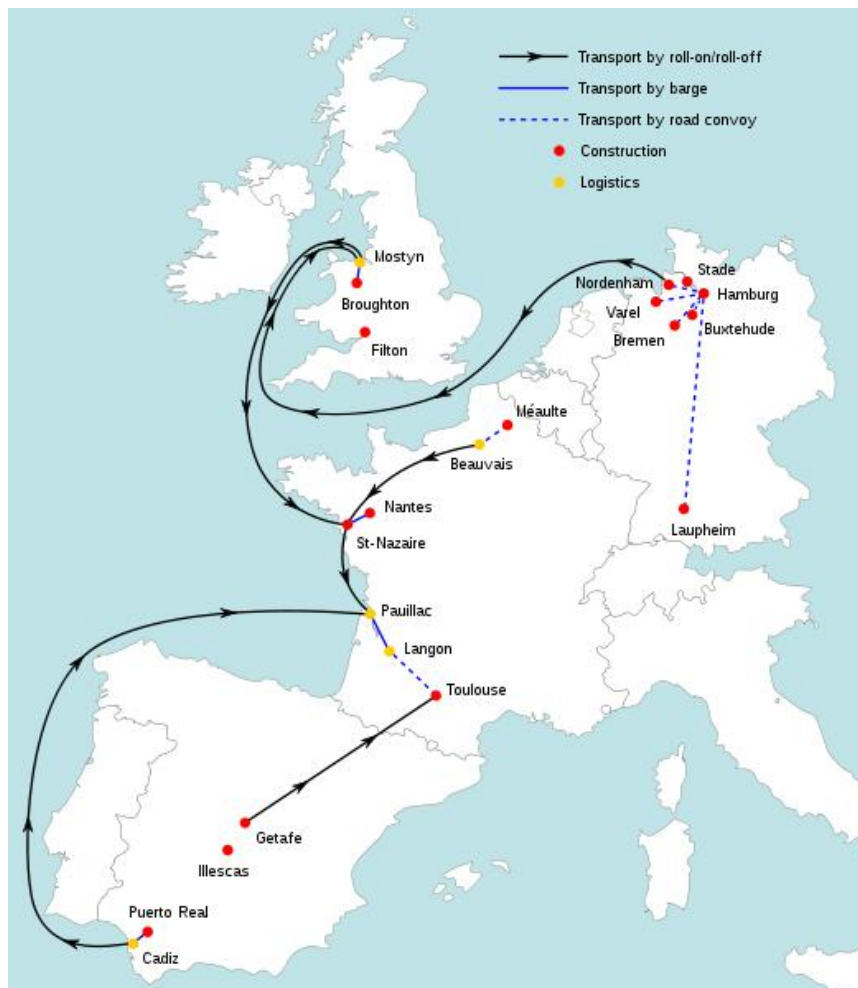 Transport by roll-on/roll-off
Transport by barge
Transport by road convoy
Construction
Logistics
Mostyn
Broughton
Filton
Stade
Nordenham
Hamburg
Varel
Buxtehude
Bremen
Méaulte
Beauvais
Nantes
Laupheim
St-Nazaire
Pauillac
Langon
Toulouse
Getafe
Illescas
Puerto Real
Cadiz